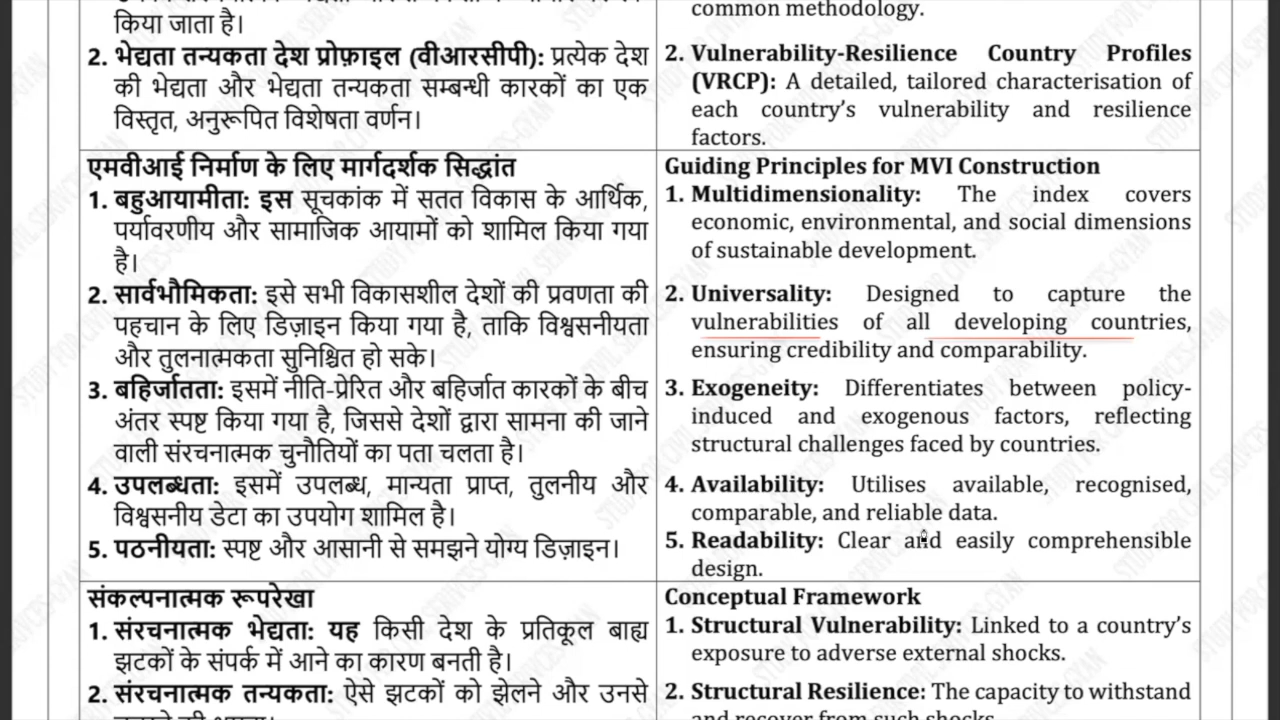 किया जाता है।
2. भेद्यता तन्यकता देश प्रोफ़ाइल (वीआरसीपी): प्रत्येक देश
की भेद्यता और भेद्यता तन्यकता सम्बन्धी कारकों का एक
विस्तृत, अनुरूपित विशेषता वर्णन।
common methodology.
2. Vulnerability-Resilience Country Profiles
(VRCP): A detailed, tailored characterisation of
each country's vulnerability and resilience
factors.
एमवीआई निर्माण के लिए मार्गदर्शक सिद्धांत
1. बहुआयामीता: इस सूचकांक में सतत विकास के आर्थिक,
पर्यावरणीय और सामाजिक आयामों को शामिल किया गया
है।
2. सार्वभौमिकता: इसे सभी विकासशील देशों की प्रवणता की
पहचान के लिए डिज़ाइन किया गया है, ताकि विश्वसनीयता
और तुलनात्मकता सुनिश्चित हो सके।
3. बहिर्जातता: इसमें नीति-प्रेरित और बहिर्जात कारकों के बीच
अंतर स्पष्ट किया गया है, जिससे देशों द्वारा सामना की जाने
वाली संरचनात्मक चुनौतियों का पता चलता है।
4. उपलब्धता: इसमें उपलब्ध, मान्यता प्राप्त, तुलनीय और
विश्वसनीय डेटा का उपयोग शामिल है।
5. पठनीयता: स्पष्ट और आसानी से समझने योग्य डिज़ाइन।
Guiding Principles for MVI Construction
1. Multidimensionality: The index covers
economic, environmental, and social dimensions
of sustainable development.
2. Universality: Designed to capture the
vulnerabilities of all developing countries,
ensuring credibility and comparability.
3. Exogeneity: Differentiates between policy-
induced and exogenous factors, reflecting
structural challenges faced by countries.
4. Availability: Utilises available, recognised,
comparable, and reliable data.
5. Readability: Clear and easily comprehensible
design.
संकल्पनात्मक रूपरेखा
1. संरचनात्मक भेद्यता: यह किसी देश के प्रतिकूल बाह्य
झटकों के संपर्क में आने का कारण बनती है।
2. संरचनात्मक तन्यकता: ऐसे झटकों को झेलने और उनसे
Conceptual Framework
1. Structural Vulnerability: Linked to a country's
exposure to adverse external shocks.
2. Structural Resilience: The capacity to withstand
and recover from such shocks.